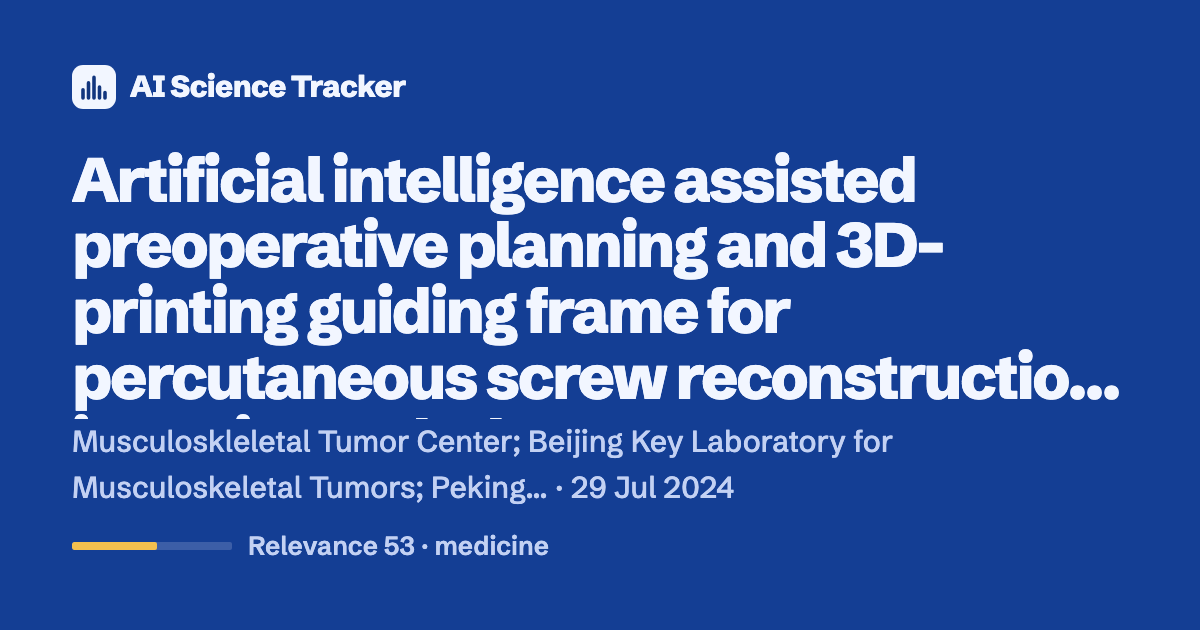 AI Science Tracker
Artificial intelligence assisted
preoperative planning and 3D-
printing guiding frame for
percutaneous screw reconstructio...
Musculoskleletal Tumor Center; Beijing Key Laboratory for
Musculoskeletal Tumors; Peking... · 29 Jul 2024
Relevance 53 · medicine